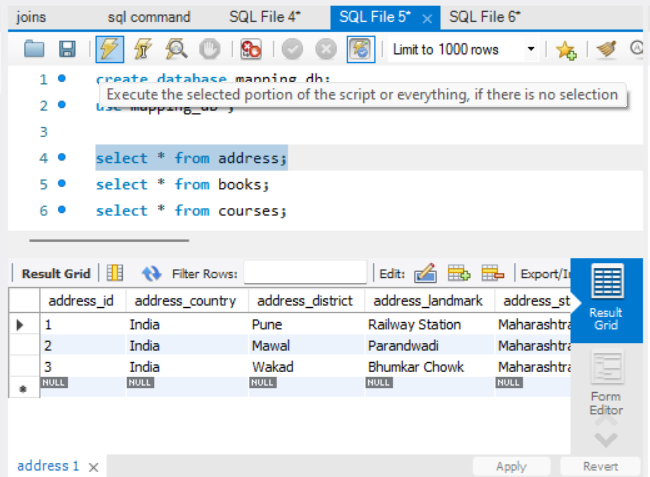 joins sql command SQL File 4* SQL File 5* × SQL File 6*
Limit to 1000 rows
1 create database mapping_db;
Execute the selected portion of the script or everything, if there is no selection
2 use mapping_db ;
3
4 select * from address;
5 select * from books;
6 select * from courses;
Result Grid Filter Rows: Edit: Export/I
address_id address_country address_district address_landmark address_st
1 India Pune Railway Station Maharashtra
2 India Mawal Parandwadi Maharashtra
3 India Wakad Bhumkar Chowk Maharashtra
NULL NULL NULL NULL NULL
Result
Grid
Form
Editor
address 1 × Apply Revert